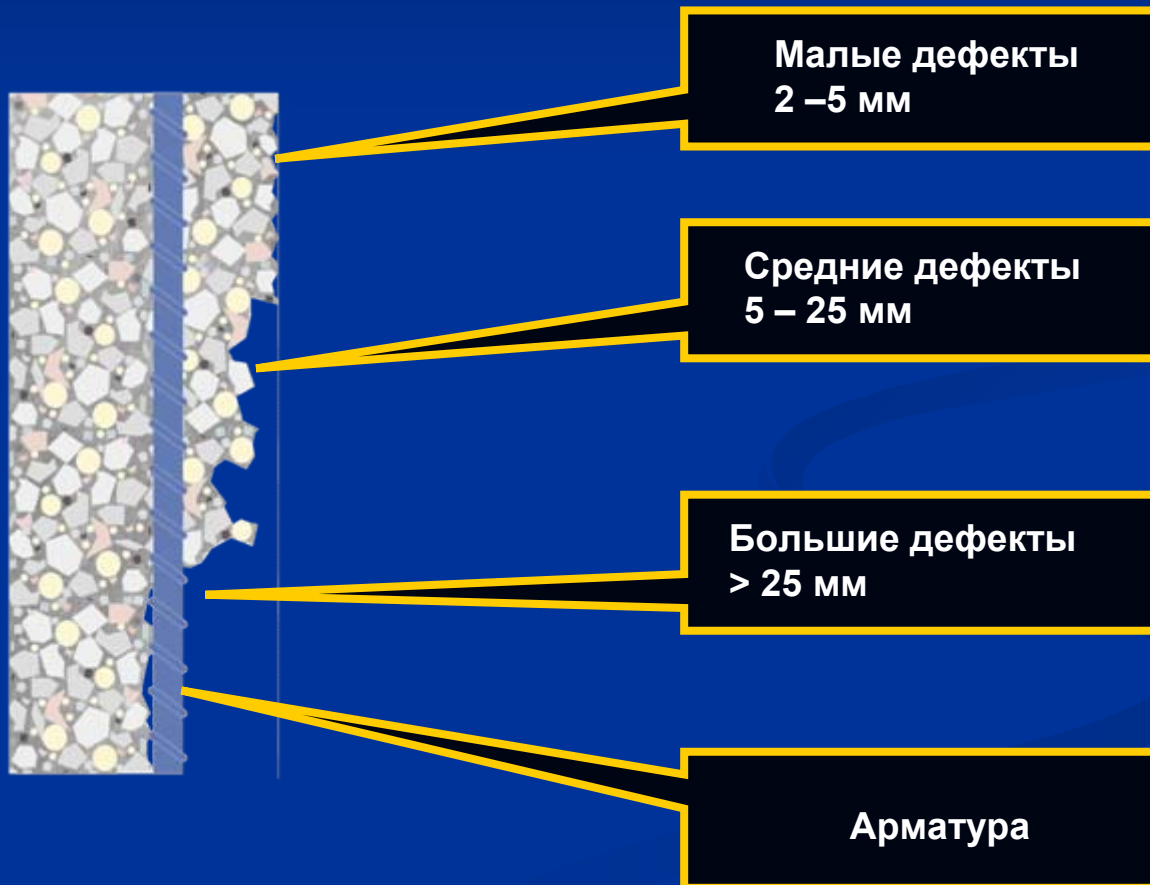 Малые дефекты
2 –5 мм
Средние дефекты
5 – 25 мм
Большие дефекты
> 25 мм
Арматура